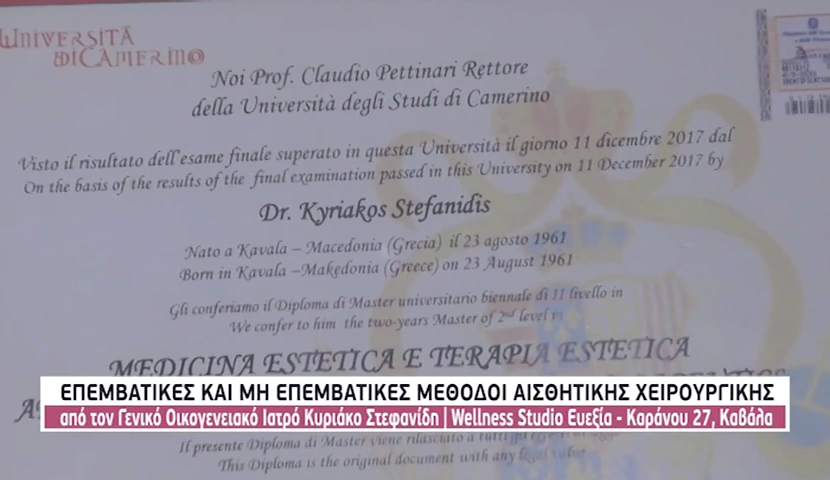 UNIVERSITÀ
DI CAMERINO
Noi Prof. Claudio Pettinari Rettore
della Università degli Studi di Camerino
Visto il risultato dell'esame finale superato in questa Università il giorno 11 dicembre 2017 dal
On the basis of the results of the final examination passed in this University on 11 December 2017 by
Dr. Kyriakos Stefanidis
Nato a Kavala – Macedonia (Grecia) il 23 agosto 1961
Born in Kavala –Makedonia (Greece) on 23 August 1961
Gli conferiamo il Diploma di Master universitario biennale di II livello in
We confer to him the two-years Master of 2nd level
MEDICINA ESTETICA E TERAPIA ESTETICA
ΕΠΕΜΒΑΤΙΚΕΣ ΚΑΙ ΜΗ ΕΠΕΜΒΑΤΙΚΕΣ ΜΕΘΟΔΟΙ ΑΙΣΘΗΤΙΚΗΣ ΧΕΙΡΟΥΡΓΙΚΗΣ
από τον Γενικό Οικογενειακό Ιατρό Κυριάκο Στεφανίδη | Wellness Studio Ευεξία - Καράνου 27, Καβάλα
Il presente Diploma di Master viene rilasciato a tutti gli
This Diploma is the original document with any legal